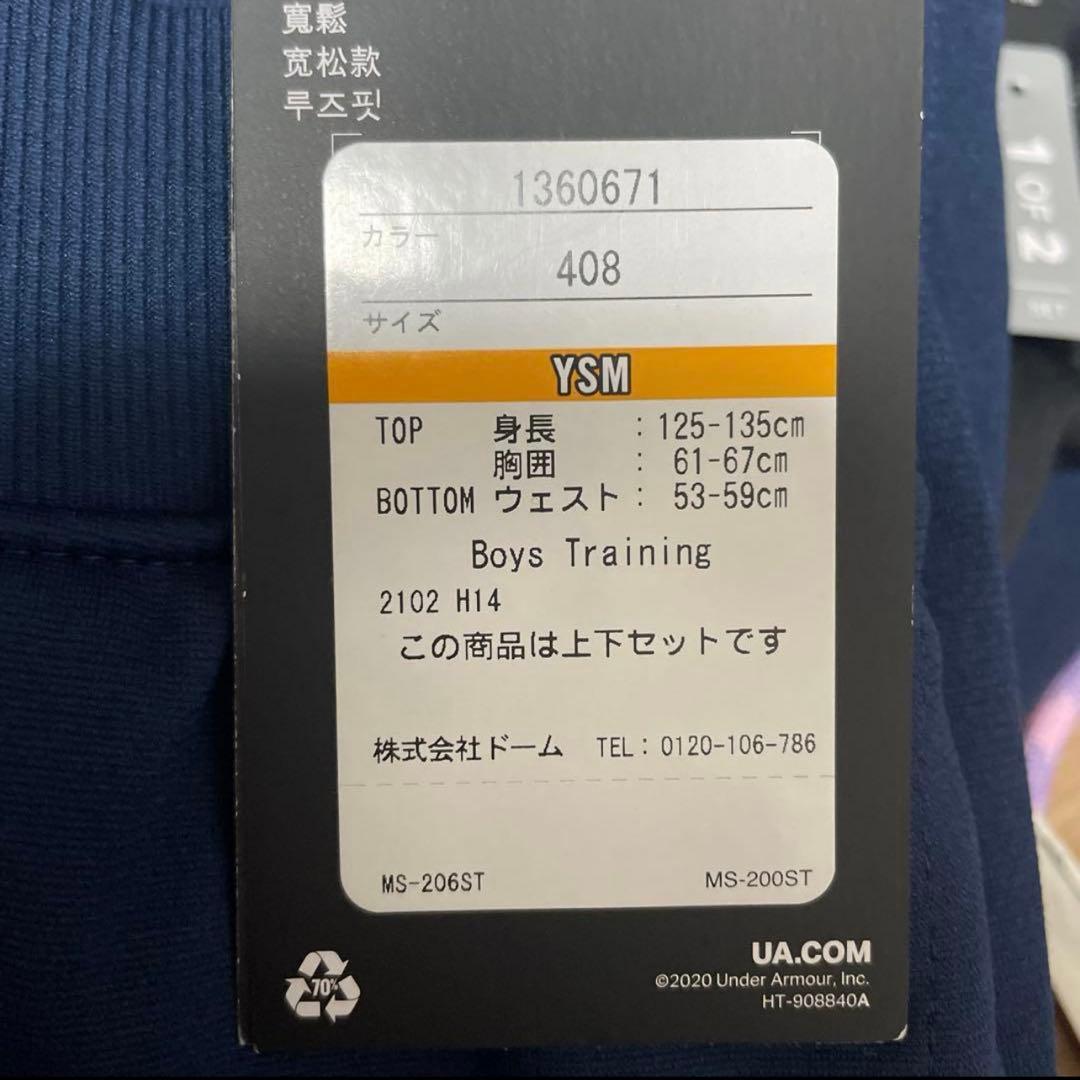 寬鬆
宽松款
루즈핏
1360671
カラー
408
サイズ
YSM
TOP 身長 : 125-135cm
胸囲 : 61-67cm
BOTTOM ウェスト : 53-59cm
Boys Training
2102 H14
この商品は上下セットです
株式会社ドーム TEL: 0120-106-786
MS-206ST MS-200ST
70%
UA.COM
©2020 Under Armour, Inc.
HT-908840A
1 OF 2